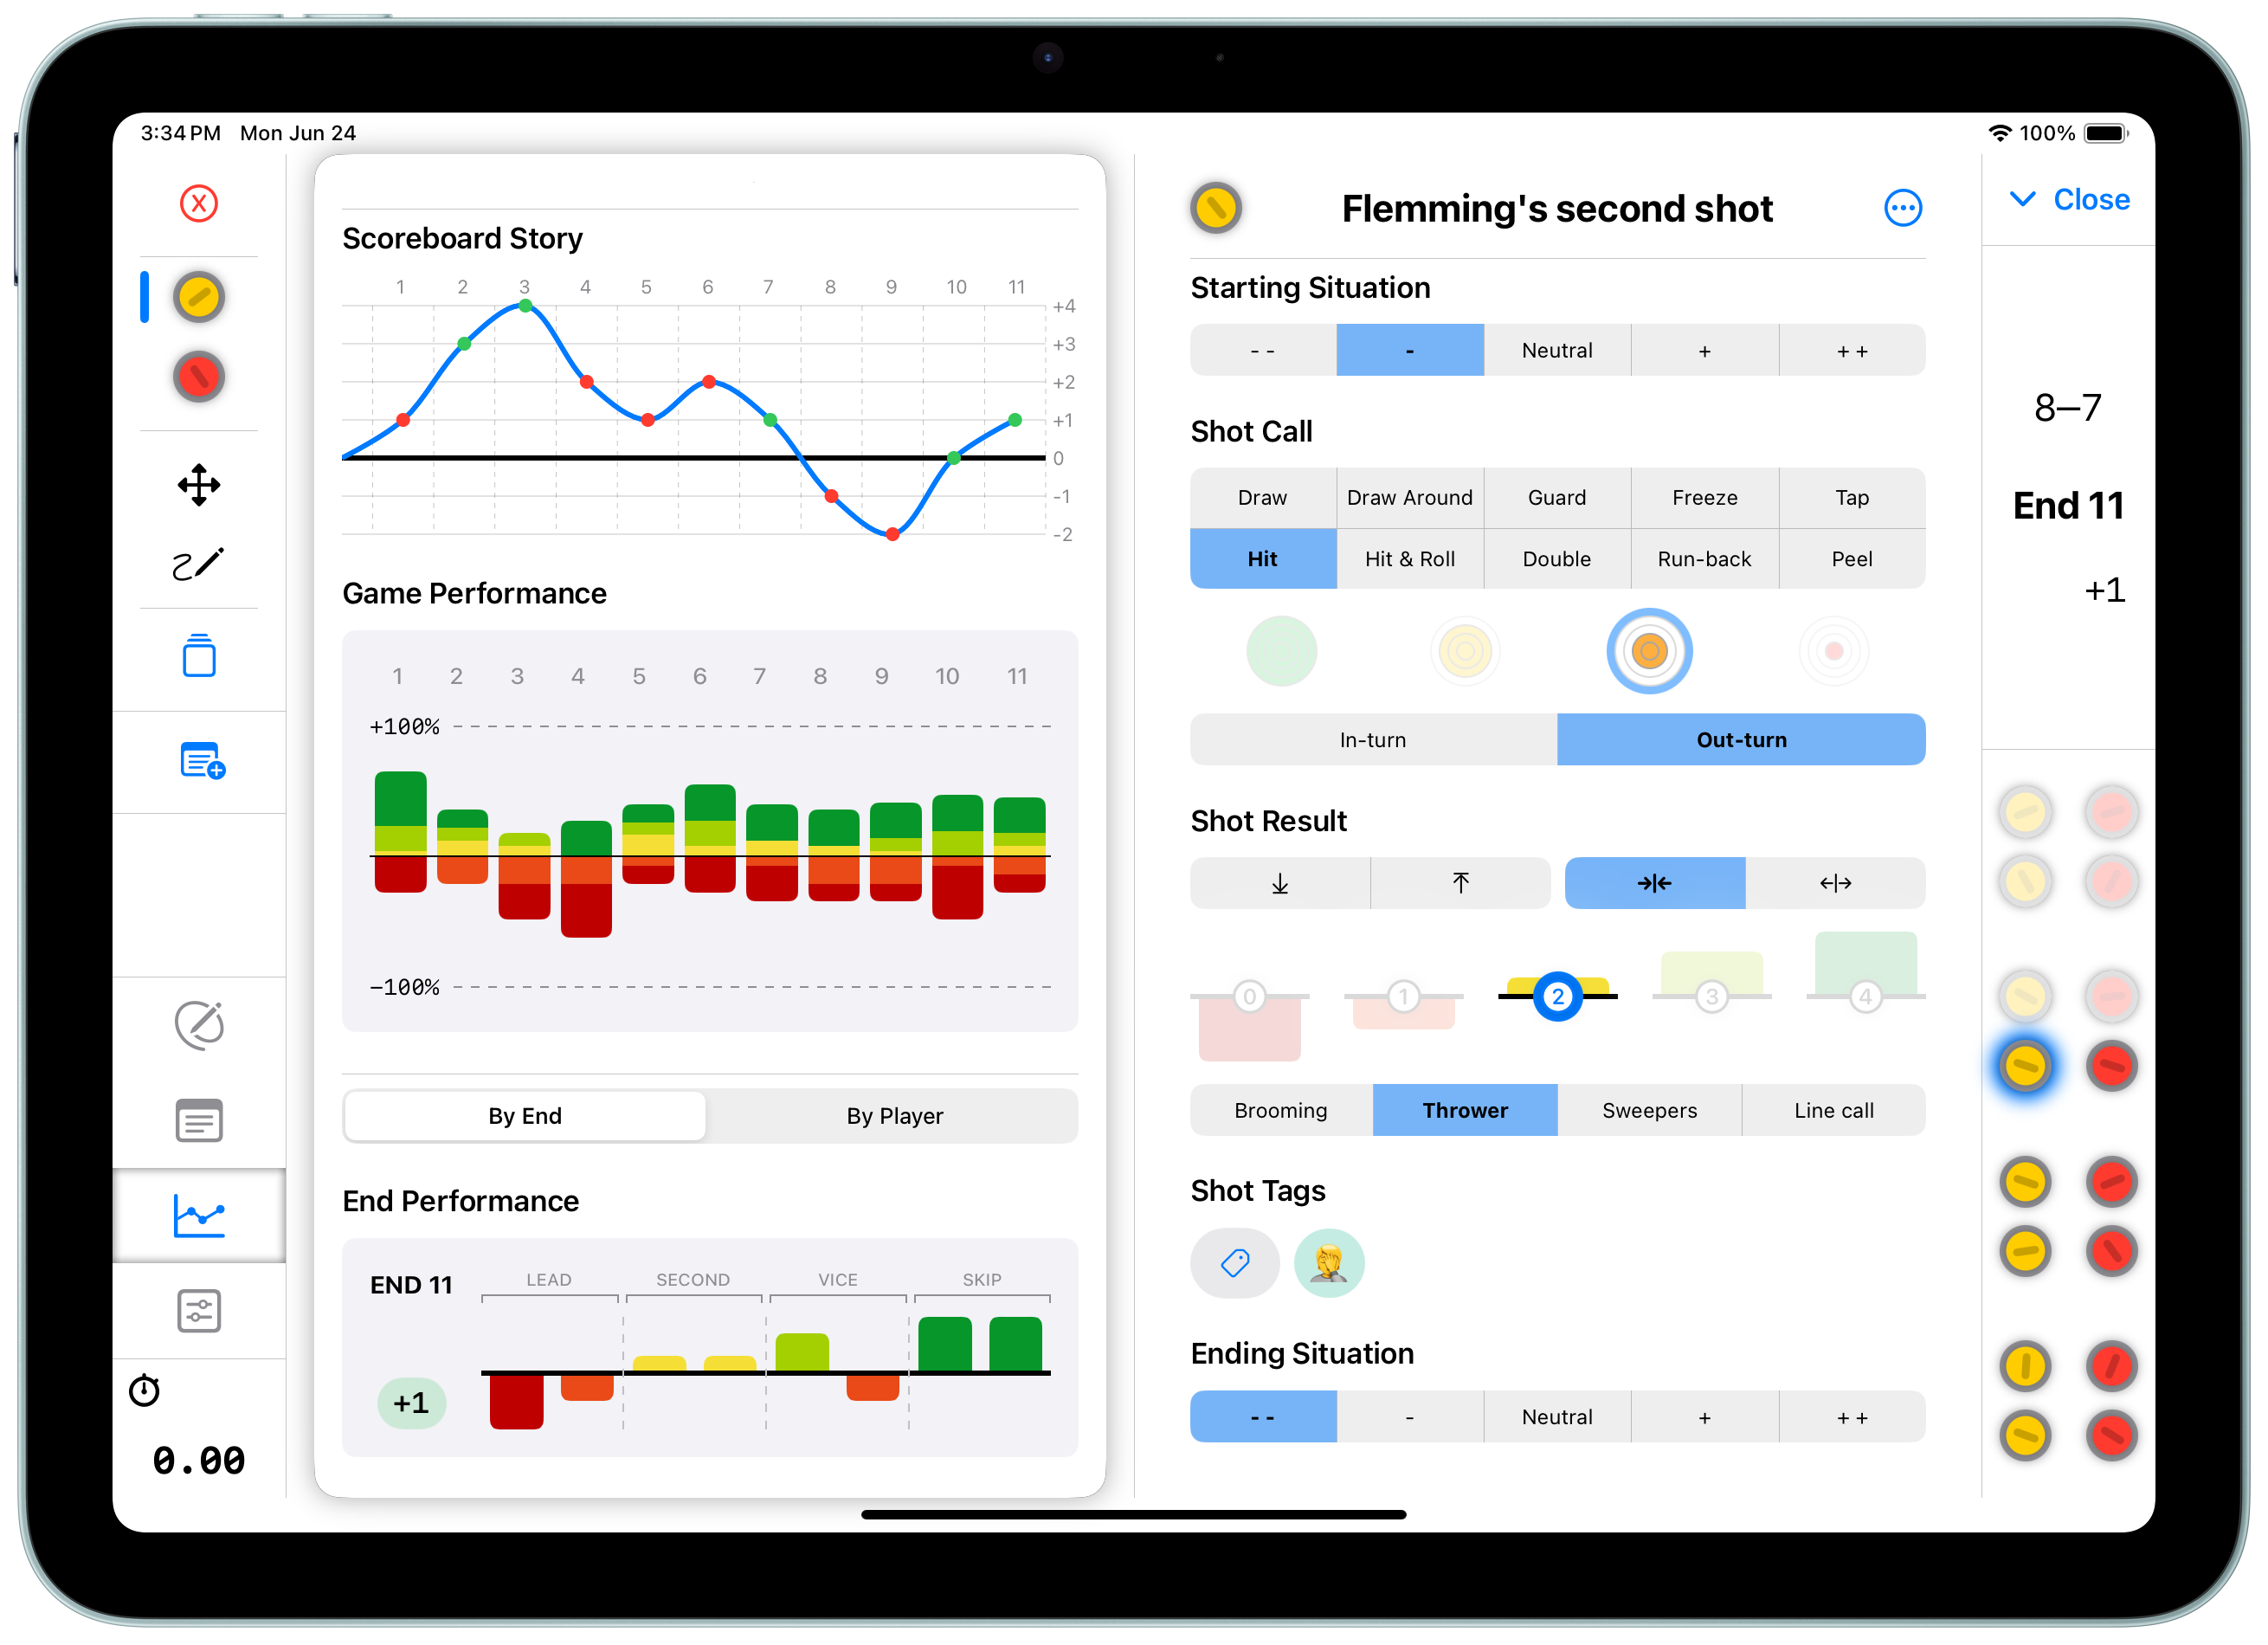 3:34 PM Mon Jun 24
100%
Scoreboard Story
1 2 3 4 5 6 7 8 9 10 11
+4
+3
+2
+1
0
-1
-2
Game Performance
1 2 3 4 5 6 7 8 9 10 11
+100%
−100%
By End
By Player
End Performance
END 11
LEAD SECOND VICE SKIP
+1
0.00
Flemming's second shot
Starting Situation
- - - Neutral + + +
Shot Call
Draw Draw Around Guard Freeze Tap
Hit Hit & Roll Double Run-back Peel
In-turn Out-turn
Shot Result
0 1 2 3 4
Brooming Thrower Sweepers Line call
Shot Tags
Ending Situation
- - - Neutral + + +
Close
8–7
End 11
+1